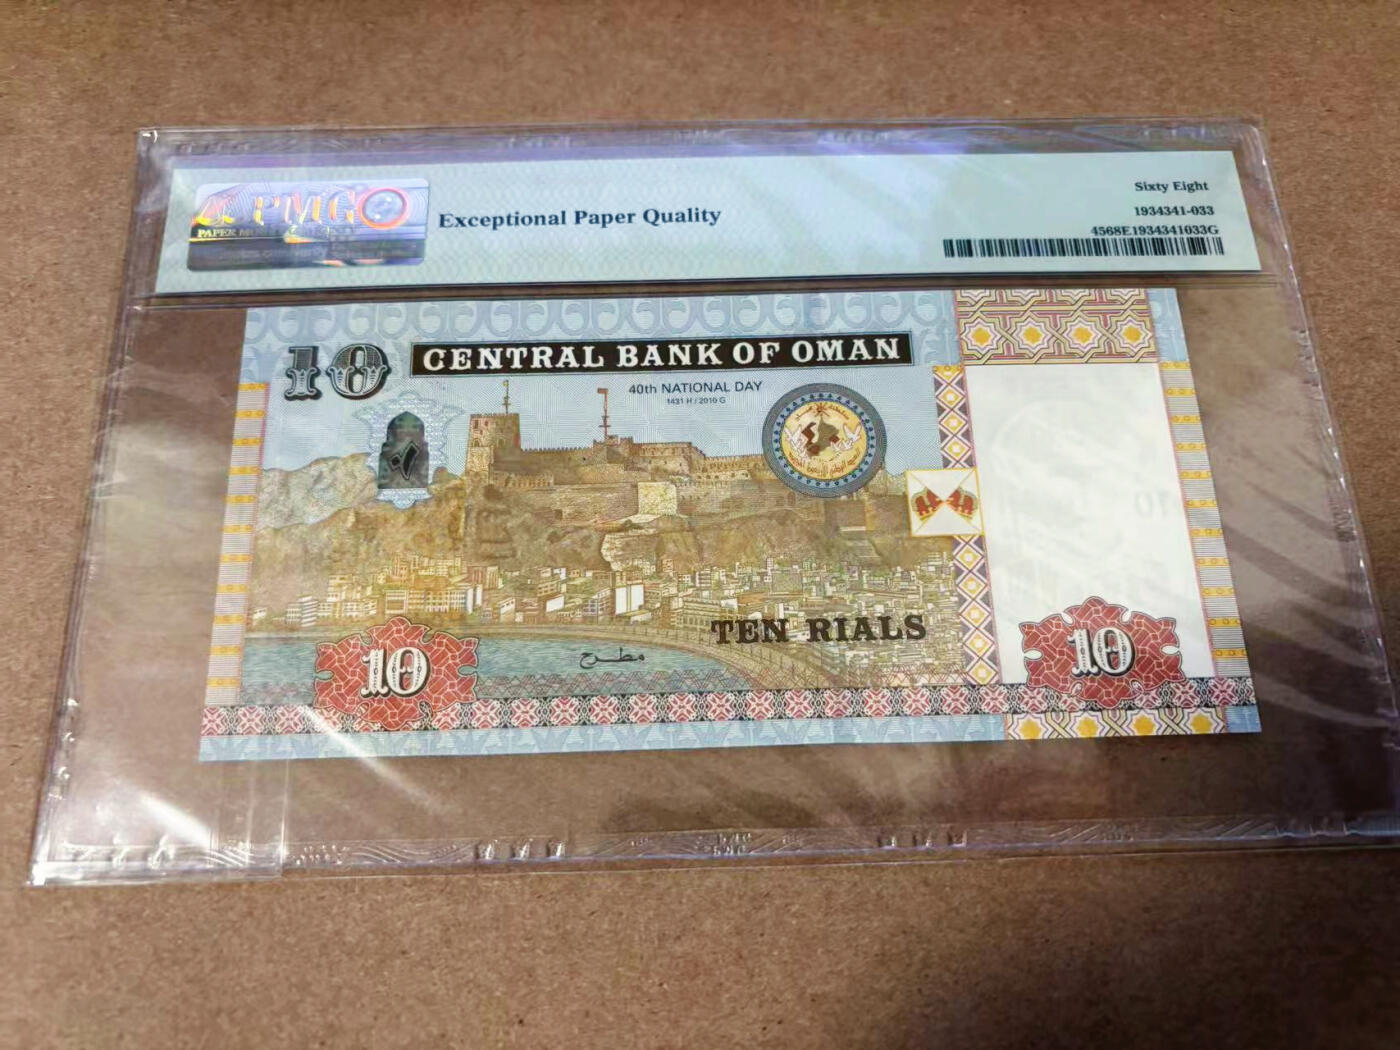 PMG
Exceptional Paper Quality
Sixty Eight
1934341-033
4568E1934341033G
10
CENTRAL BANK OF OMAN
40th NATIONAL DAY
1431 H / 2010 G
TEN RIALS
مطرح
10
10